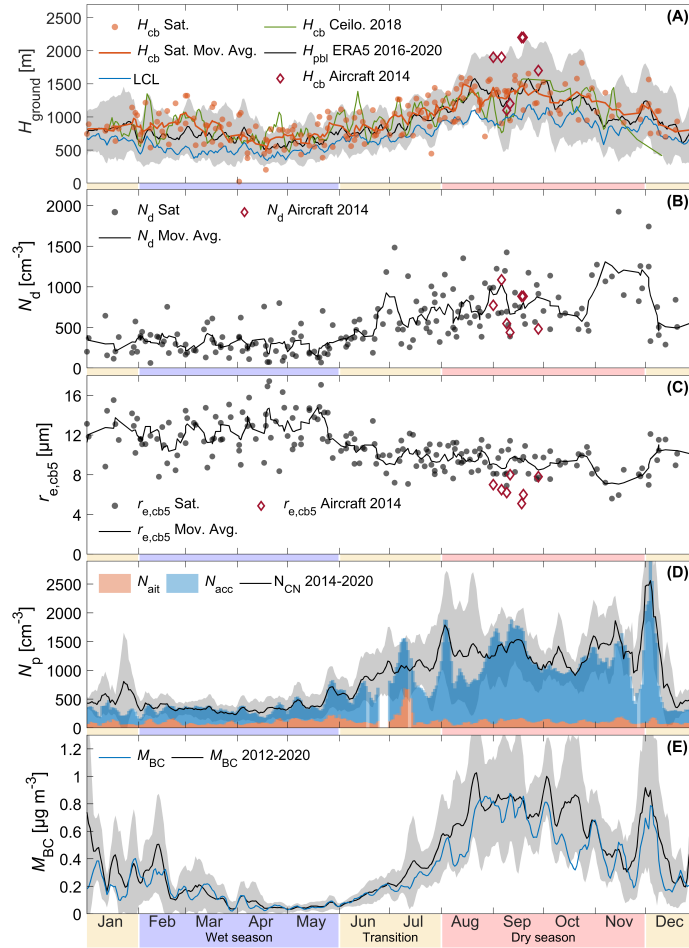 (A)
H_cb Sat.
H_cb Ceilo. 2018
H_cb Sat. Mov. Avg.
H_pbl ERA5 2016-2020
LCL
H_cb Aircraft 2014
H_ground [m]
2500
2000
1500
1000
500
0
(B)
N_d Sat
N_d Aircraft 2014
N_d Mov. Avg.
N_d [cm⁻³]
2000
1500
1000
500
0
(C)
r_e,cb5 [µm]
16
12
8
4
0
r_e,cb5 Sat.
r_e,cb5 Aircraft 2014
r_e,cb5 Mov. Avg.
(D)
N_ait
N_acc
N_CN 2014-2020
N_p [cm⁻³]
2500
2000
1500
1000
500
0
(E)
M_BC
M_BC 2012-2020
M_BC [µg m⁻³]
1.2
1
0.8
0.6
0.4
0.2
0
Jan Feb Mar Apr May Jun Jul Aug Sep Oct Nov Dec
Wet season Transition Dry season